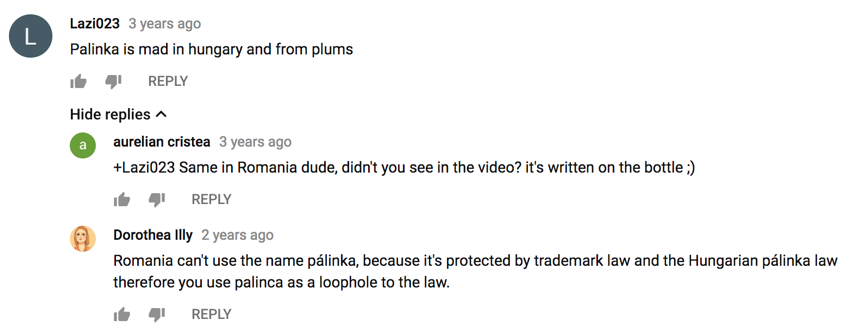 L
Lazi023 3 years ago
Palinka is mad in hungary and from plums
REPLY
Hide replies
a
aurelian cristea 3 years ago
+Lazi023 Same in Romania dude, didn't you see in the video? it's written on the bottle ;)
REPLY
Dorothea Illy 2 years ago
Romania can't use the name pálinka, because it's protected by trademark law and the Hungarian pálinka law
therefore you use palinca as a loophole to the law.
REPLY